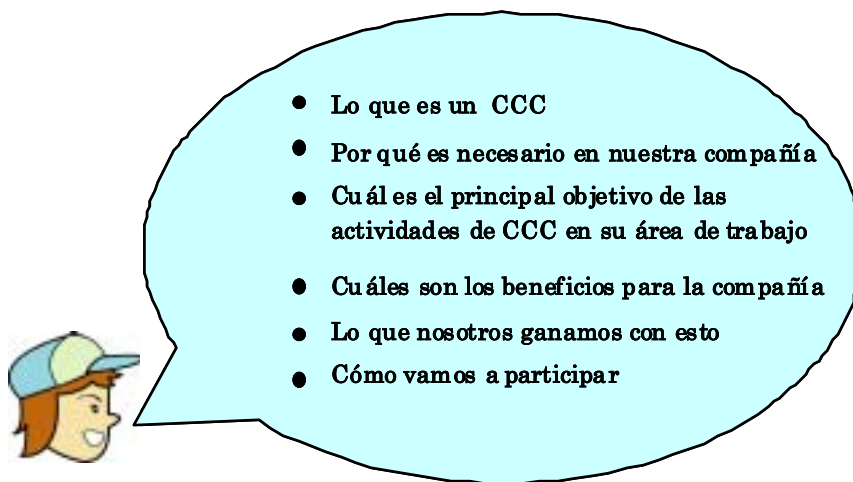 ● Lo que es un CCC
● Por qué es necesario en nuestra compañía
● Cuál es el principal objetivo de las
actividades de CCC en su área de trabajo
● Cuáles son los beneficios para la compañía
● Lo que nosotros ganamos con esto
● Cómo vamos a participar